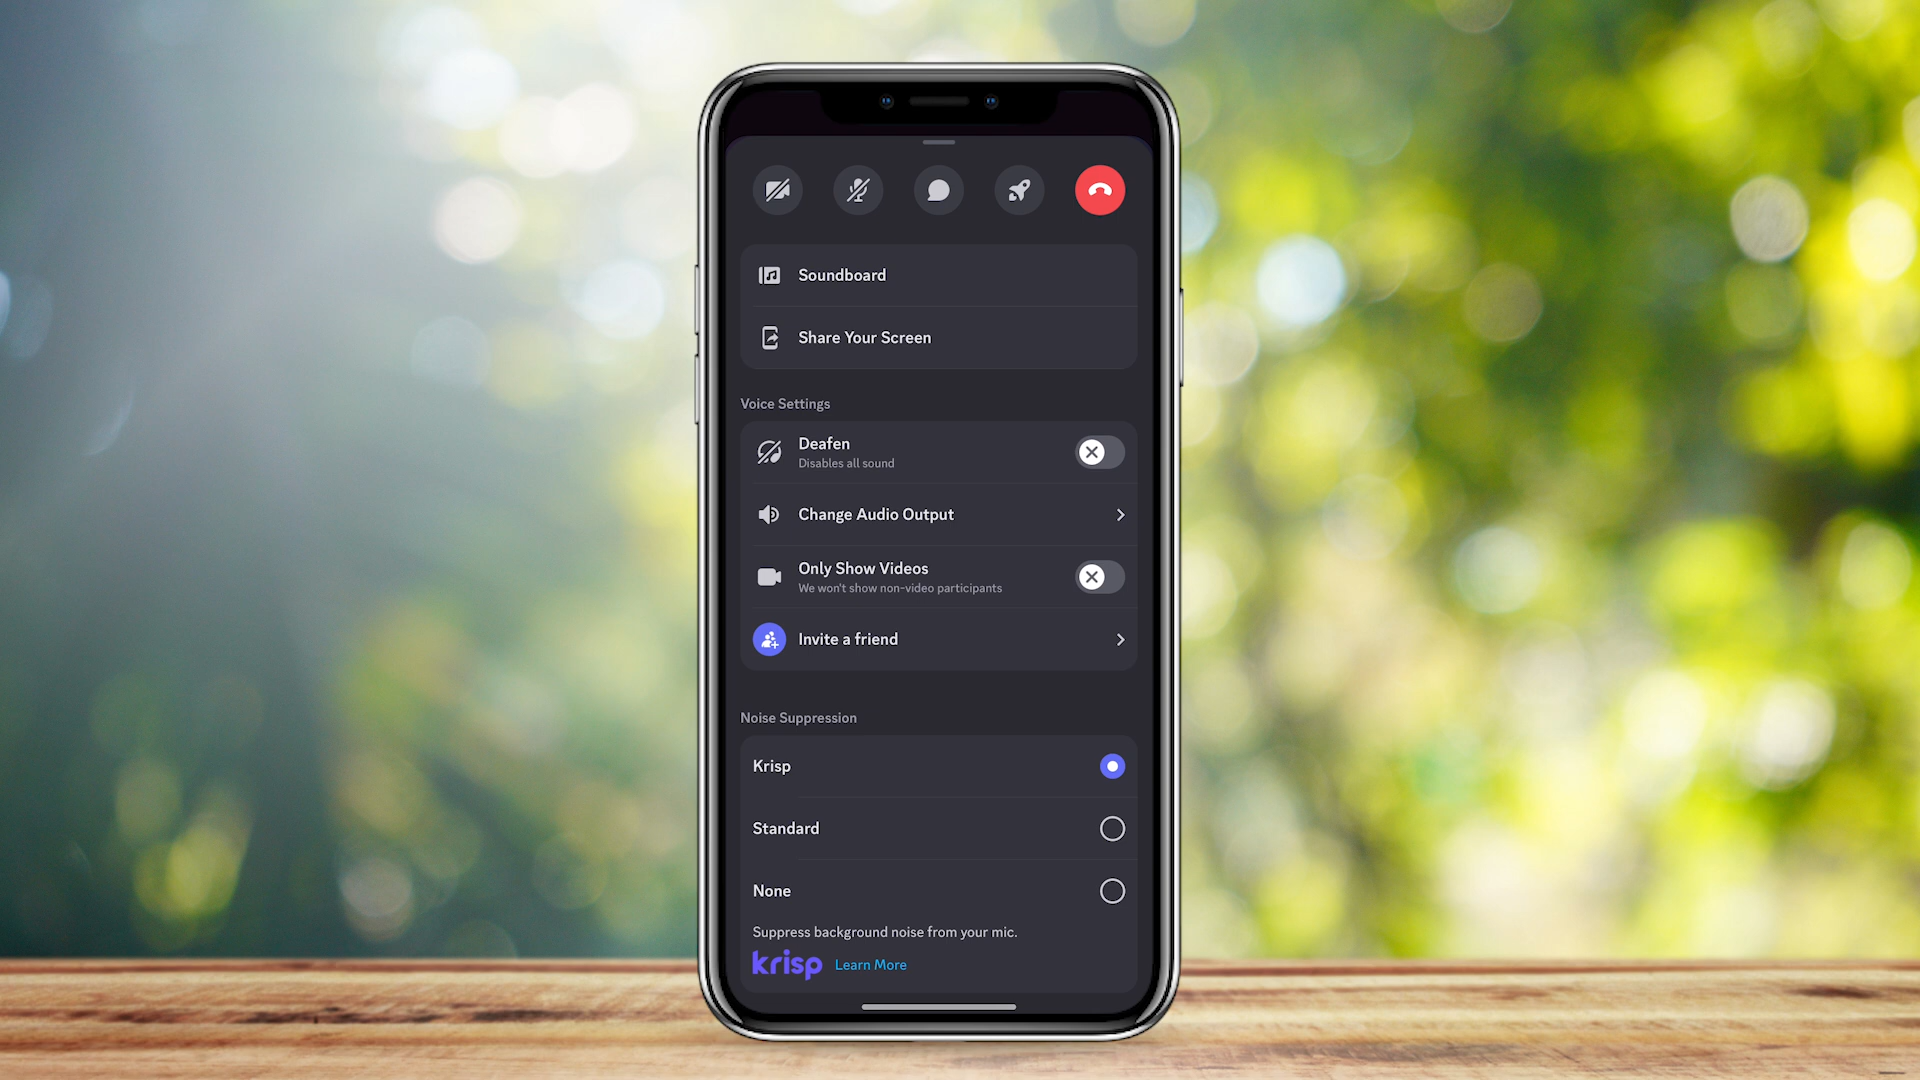 Soundboard
Share Your Screen
Voice Settings
Deafen
Disables all sound
Change Audio Output
Only Show Videos
We won't show non-video participants
Invite a friend
Noise Suppression
Krisp
Standard
None
Suppress background noise from your mic.
krisp Learn More